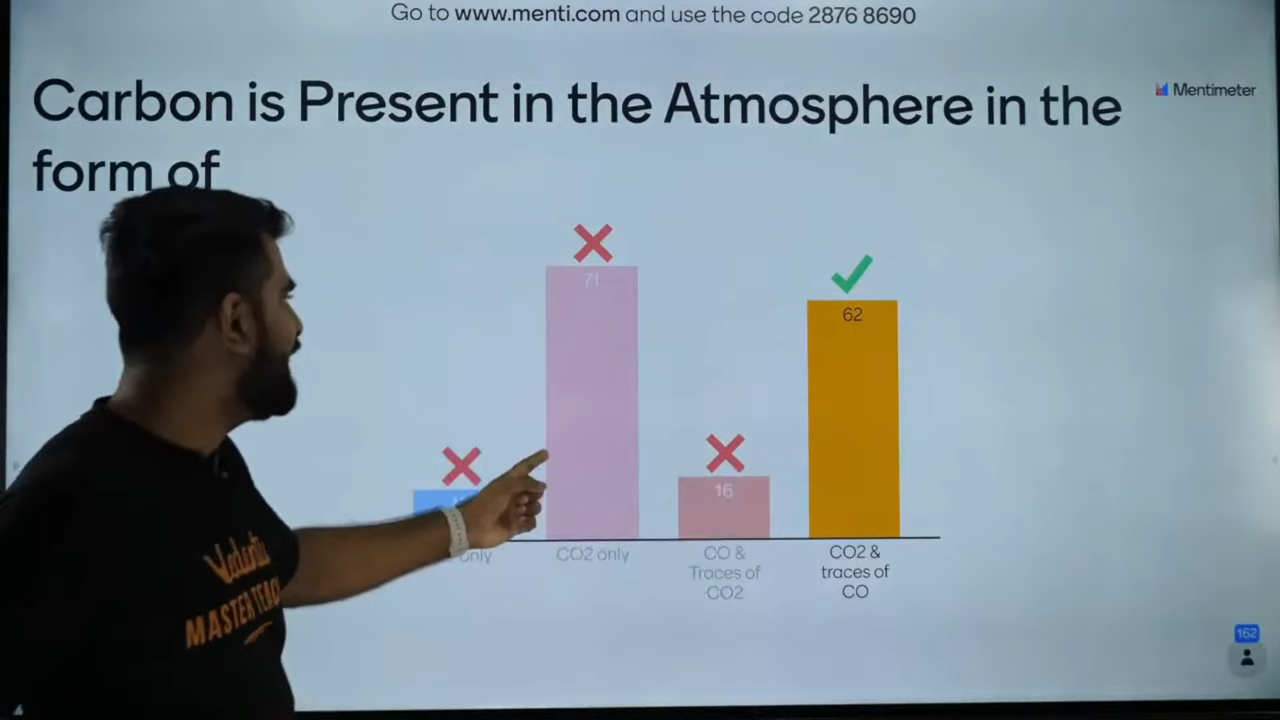 Go to www.menti.com and use the code 2876 8690
Carbon is Present in the Atmosphere in the
form of
Mentimeter
71
62
16
only
CO2 only
CO &
Traces of
CO2
CO2 &
traces of
CO
162
Vedantu
MASTER